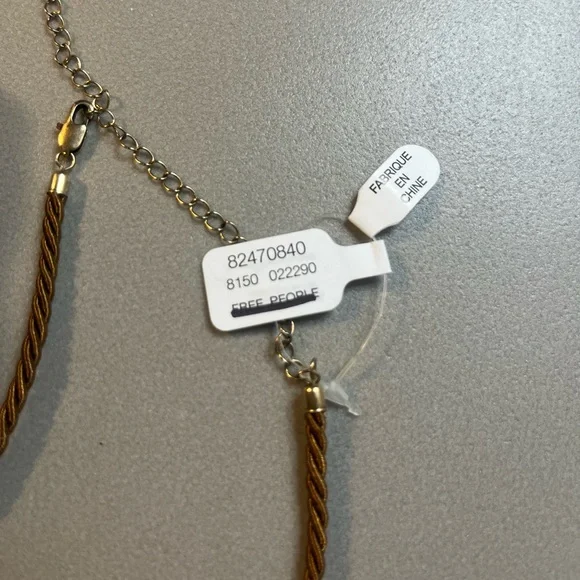 82470840
8150 022290
FREE PEOPLE
FABRIQUE
EN
CHINE